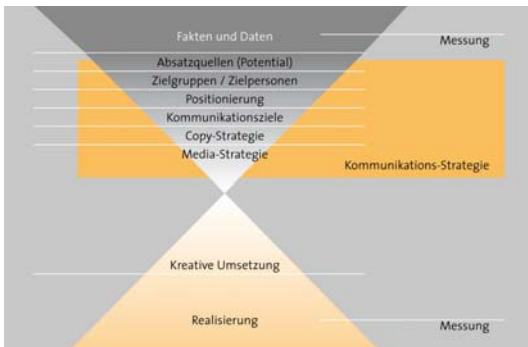 Fakten und Daten
Messung
Absatzquellen (Potential)
Zielgruppen / Zielpersonen
Positionierung
Kommunikationsziele
Copy-Strategie
Media-Strategie
Kommunikations-Strategie
Kreative Umsetzung
Realisierung
Messung